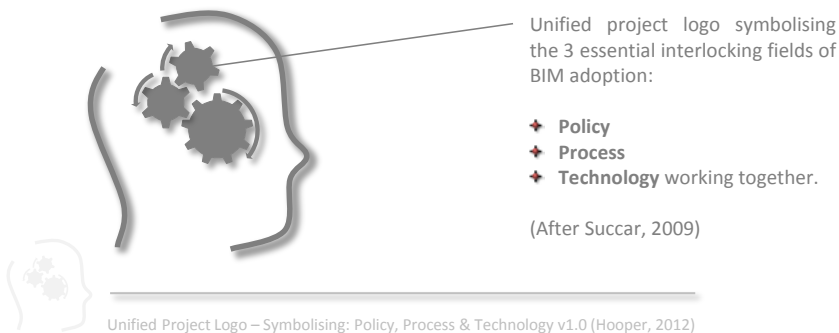 Unified project logo symbolising
the 3 essential interlocking fields of
BIM adoption:
Policy
Process
Technology working together.
(After Succar, 2009)
Unified Project Logo – Symbolising: Policy, Process & Technology v1.0 (Hooper, 2012)